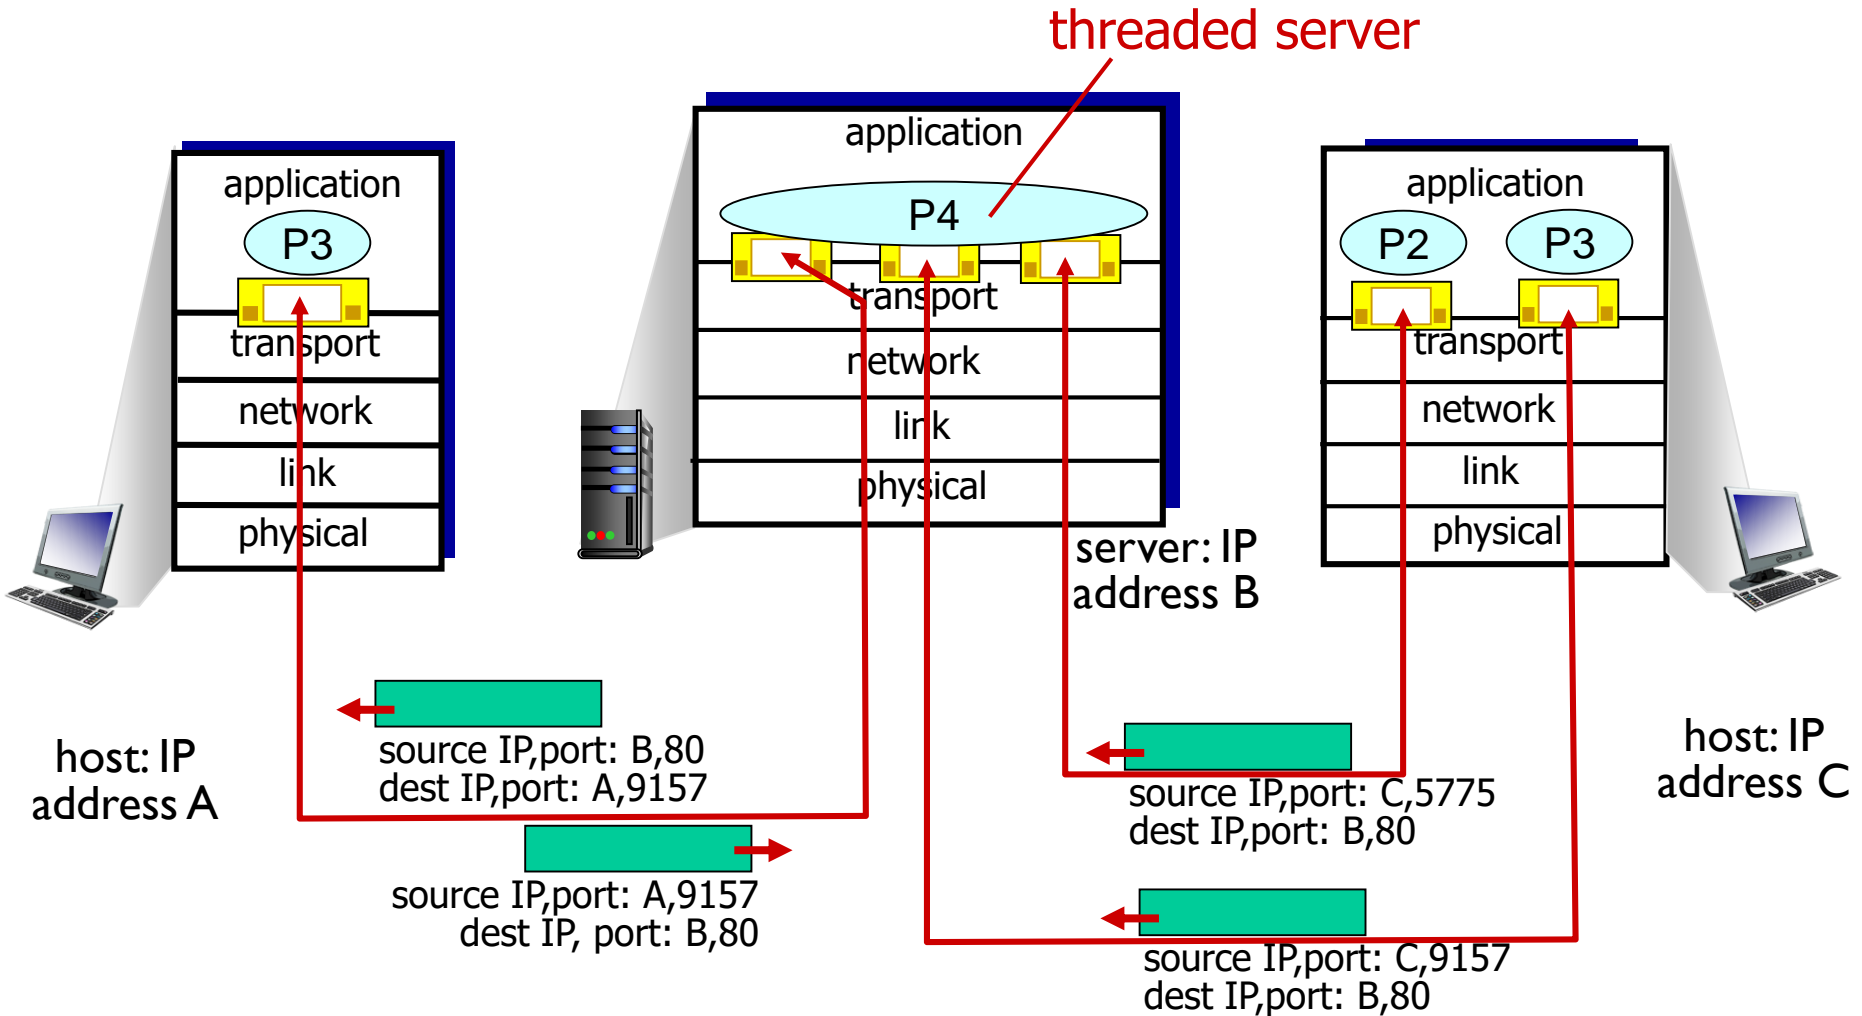 threaded server
application
P3
transport
network
link
physical
application
P4
transport
network
link
physical
application
P2
P3
transport
network
link
physical
server: IP
address B
host: IP
address A
source IP,port: B,80
dest IP,port: A,9157
source IP,port: A,9157
dest IP, port: B,80
source IP,port: C,5775
dest IP,port: B,80
source IP,port: C,9157
dest IP,port: B,80
host: IP
address C